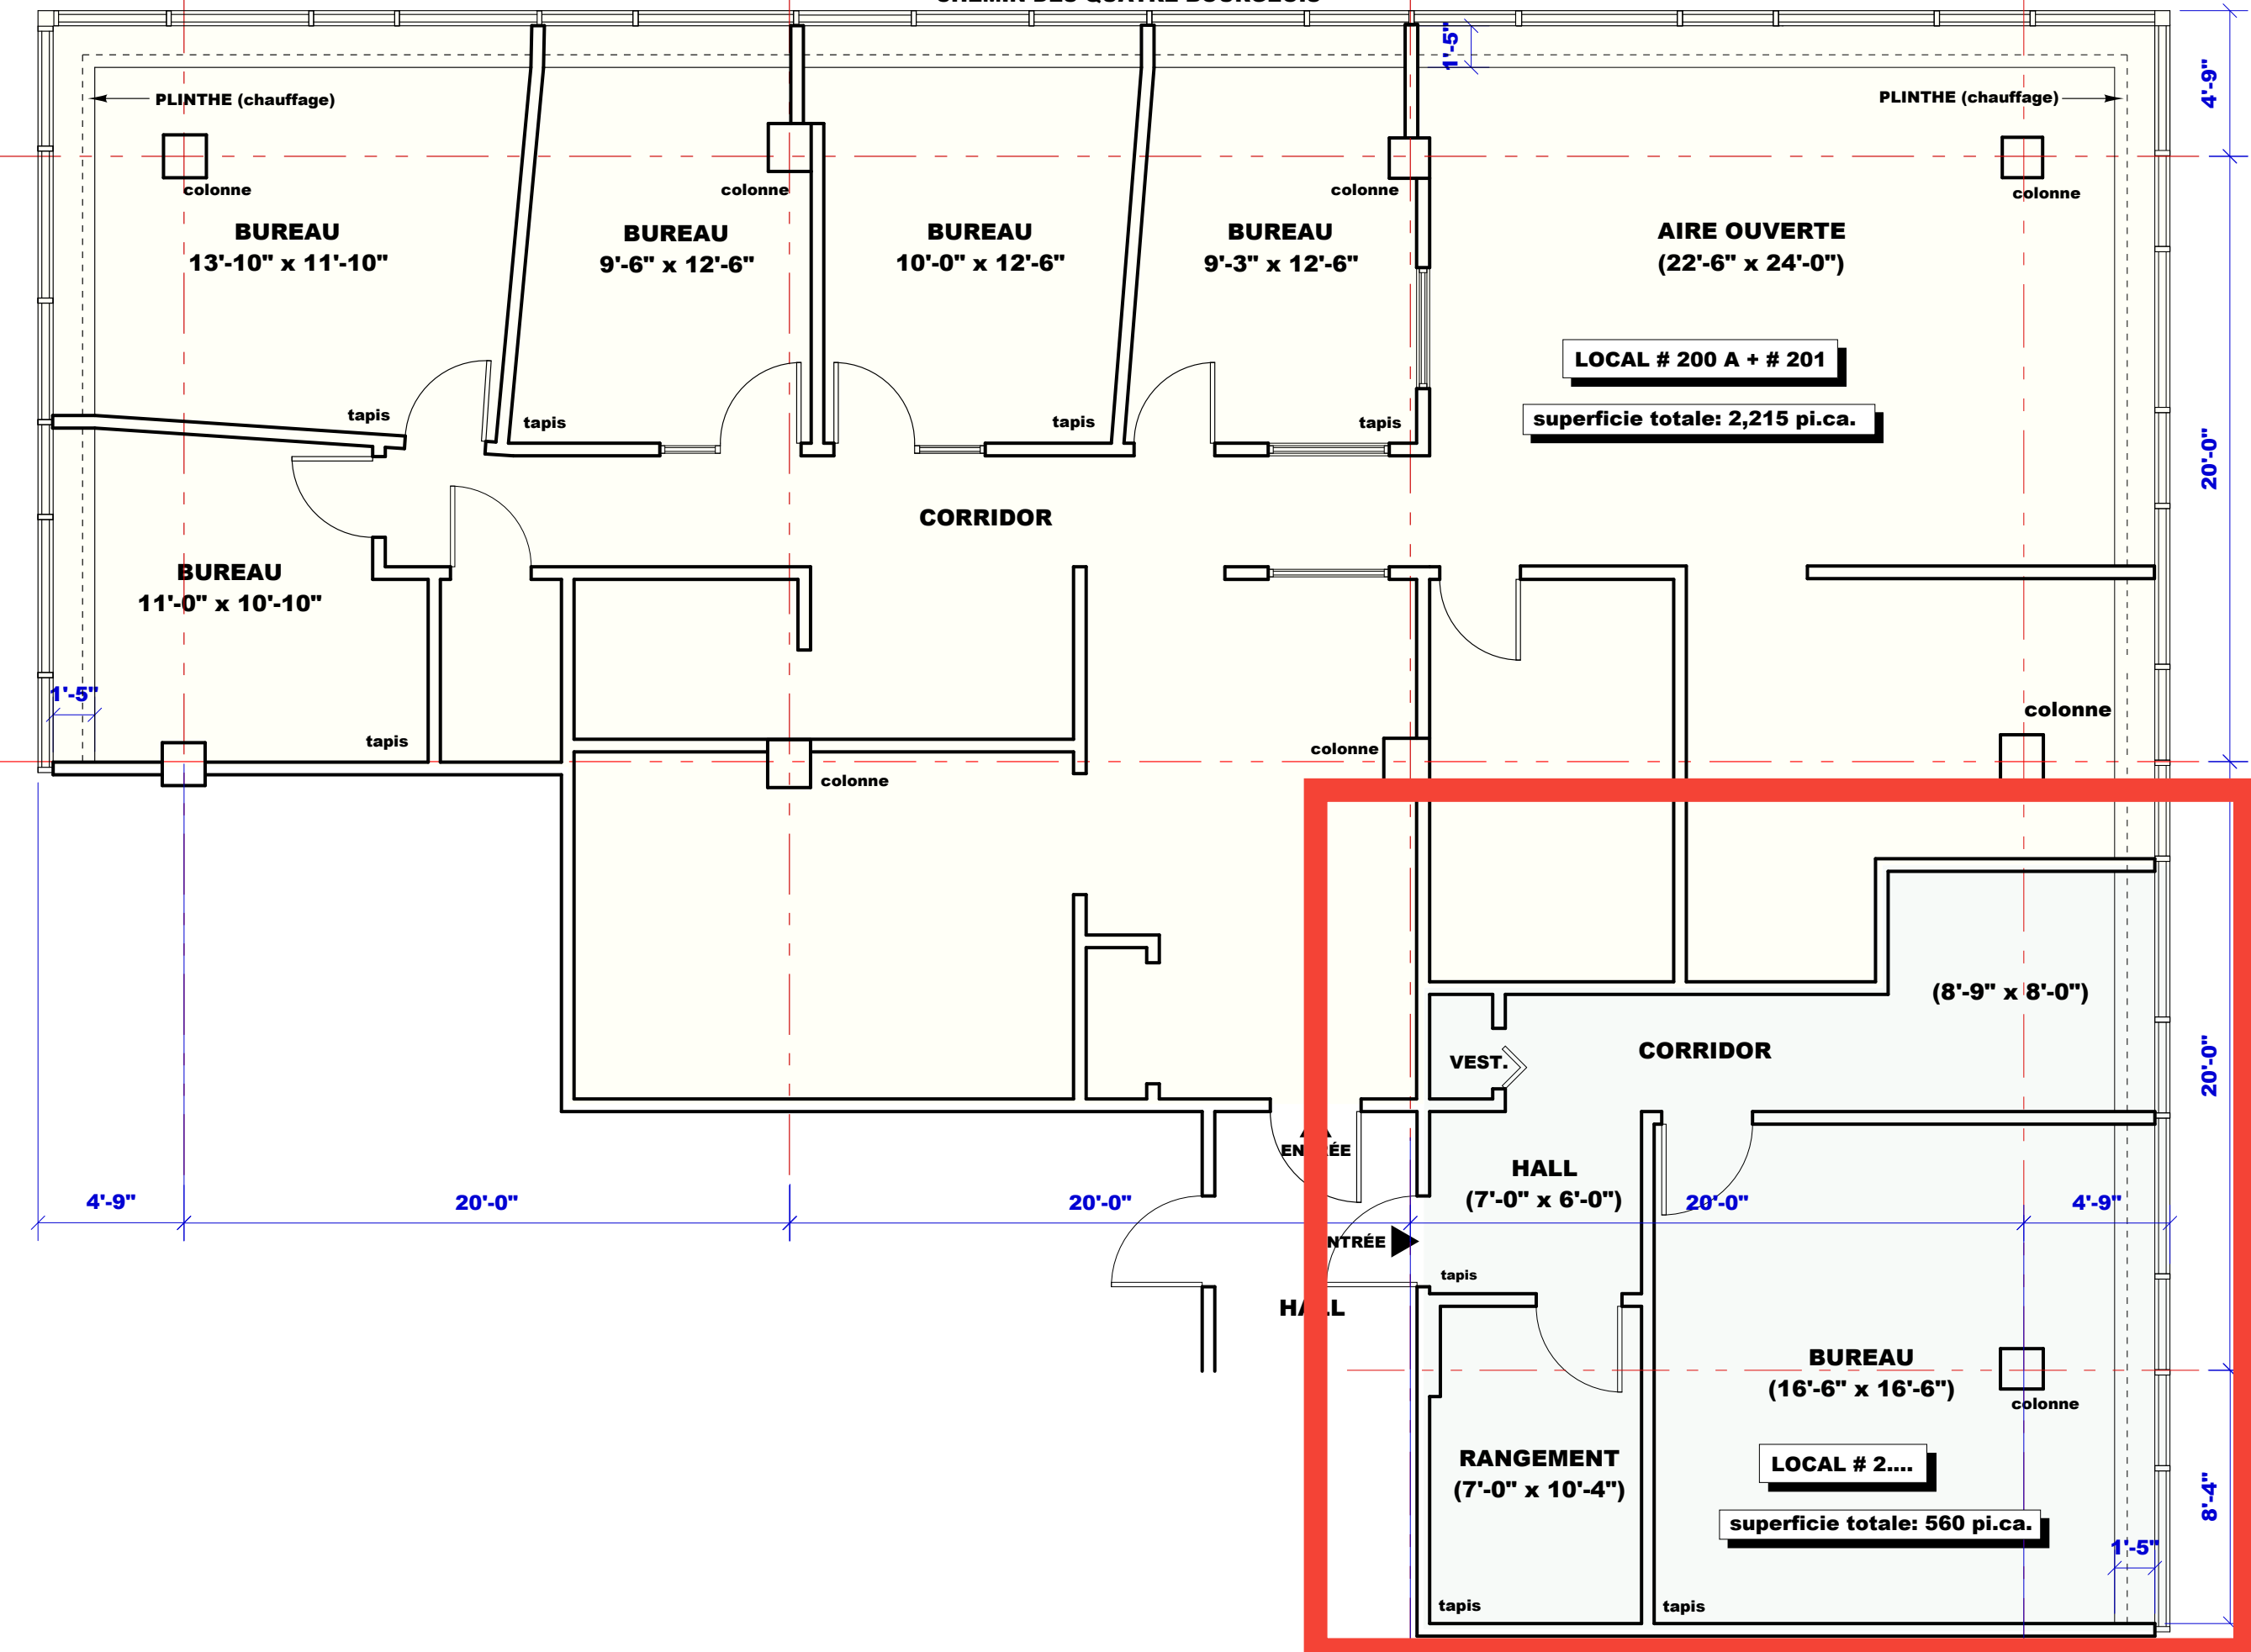 CHEMIN DES QUATRE BOURGEOIS
1'-5"
4'-9"
PLINTHE (chauffage)
PLINTHE (chauffage)
colonne
colonne
colonne
colonne
BUREAU
13'-10" x 11'-10"
BUREAU
9'-6" x 12'-6"
BUREAU
10'-0" x 12'-6"
BUREAU
9'-3" x 12'-6"
AIRE OUVERTE
(22'-6" x 24'-0")
LOCAL # 200 A + # 201
superficie totale: 2,215 pi.ca.
tapis
tapis
tapis
tapis
20'-0"
CORRIDOR
BUREAU
11'-0" x 10'-10"
1'-5"
tapis
colonne
colonne
colonne
(8'-9" x 8'-0")
VEST.
CORRIDOR
20'-0"
ENTRÉE
HALL
(7'-0" x 6'-0")
4'-9"
20'-0"
20'-0"
20'-0"
4'-9"
NTRÉE
tapis
HALL
BUREAU
(16'-6" x 16'-6")
colonne
RANGEMENT
(7'-0" x 10'-4")
LOCAL # 2....
superficie totale: 560 pi.ca.
8'-4"
1'-5"
tapis
tapis